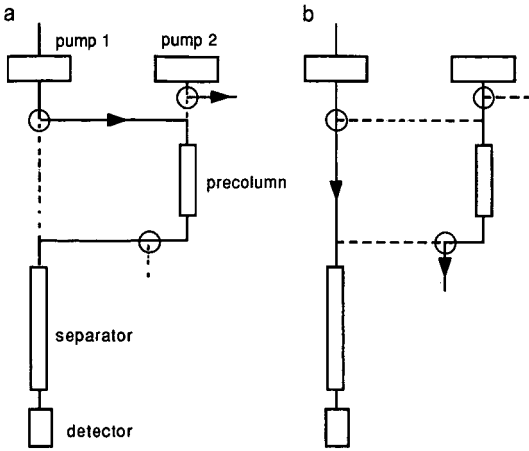 a
b
pump 1
pump 2
precolumn
separator
detector